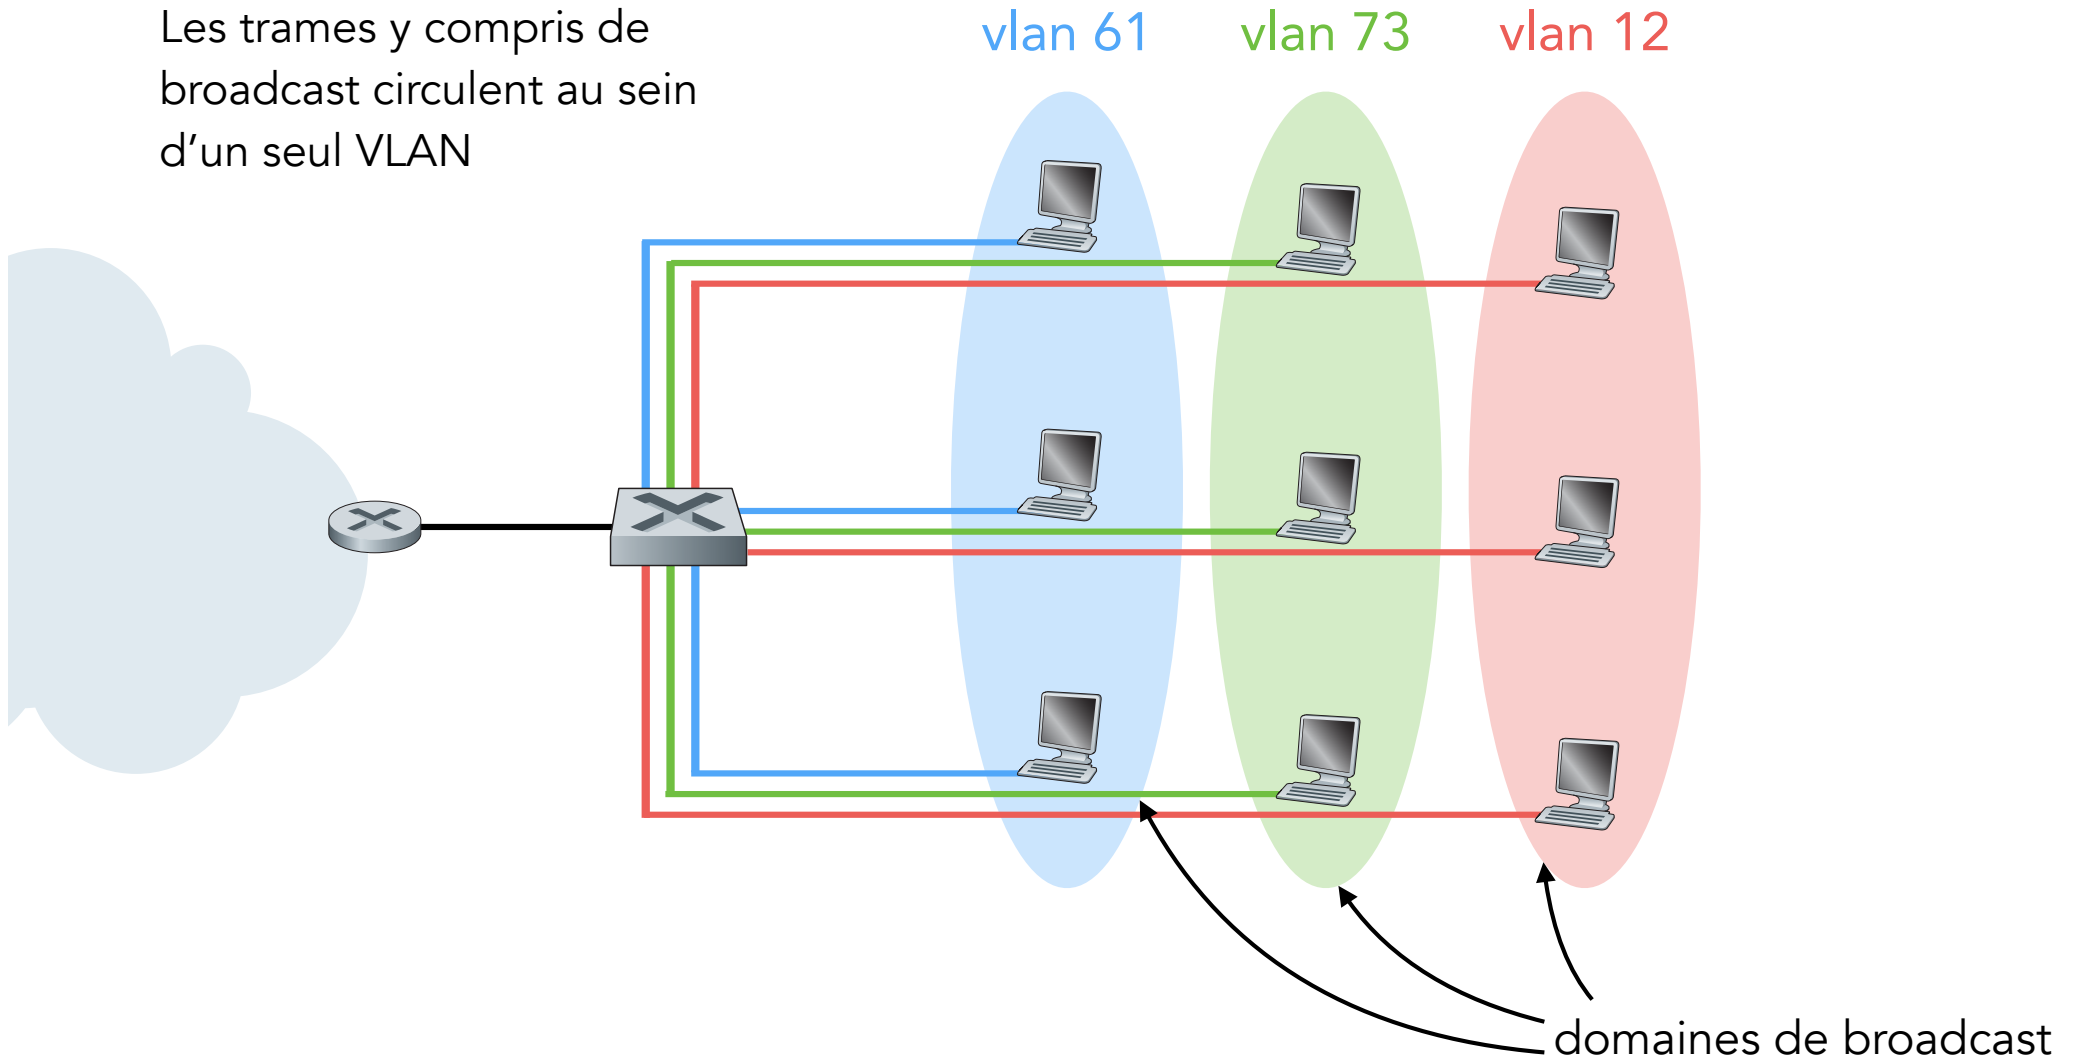 Les trames y compris de
broadcast circulent au sein
d’un seul VLAN
vlan 61
vlan 73
vlan 12
domaines de broadcast